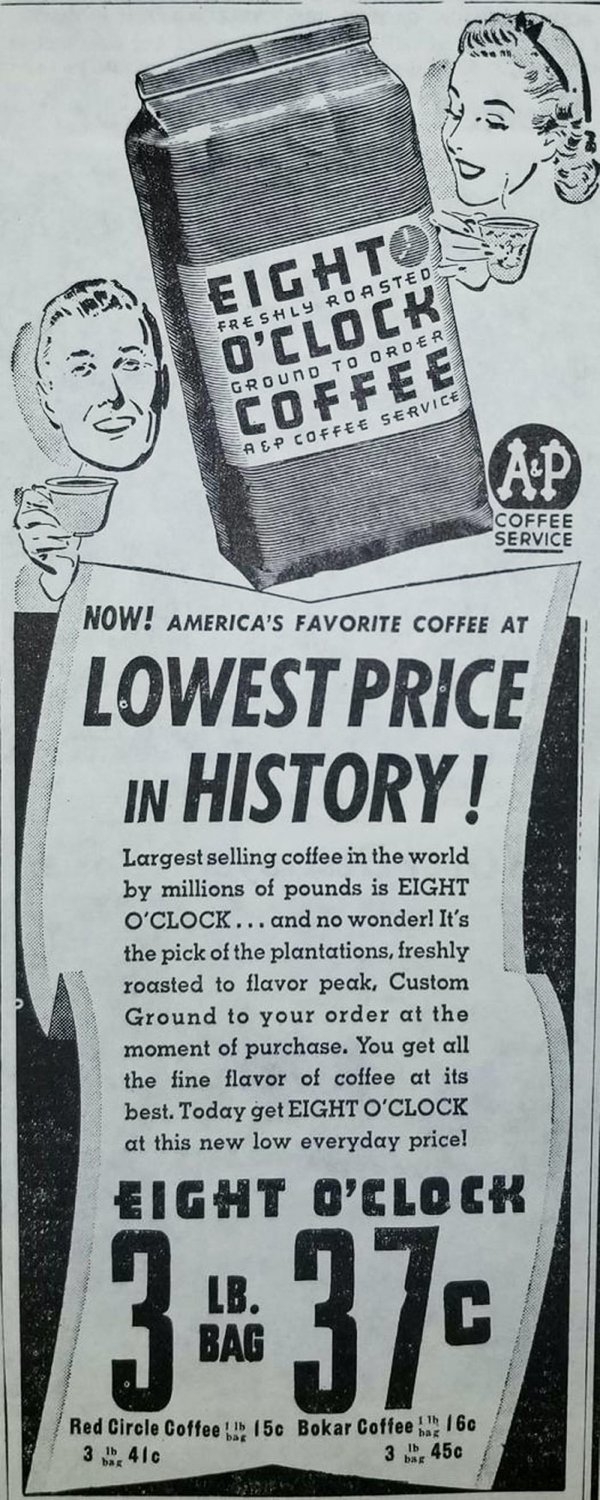 EIGHT
FRESHLY ROASTED
O'CLOCK
GROUND TO ORDER
COFFEE
A&P COFFEE SERVICE
A&P
COFFEE
SERVICE
NOW! AMERICA'S FAVORITE COFFEE AT
LOWEST PRICE
IN HISTORY!
Largest selling coffee in the world
by millions of pounds is EIGHT
O'CLOCK... and no wonder! It's
the pick of the plantations, freshly
roasted to flavor peak, Custom
Ground to your order at the
moment of purchase. You get all
the fine flavor of coffee at its
best. Today get EIGHT O'CLOCK
at this new low everyday price!
EIGHT O'CLOCK
3 LB. BAG 37c
Red Circle Coffee 1 lb bag 15c Bokar Coffee 1 lb bag 16c
3 lb bag 41c 3 lb bag 45c